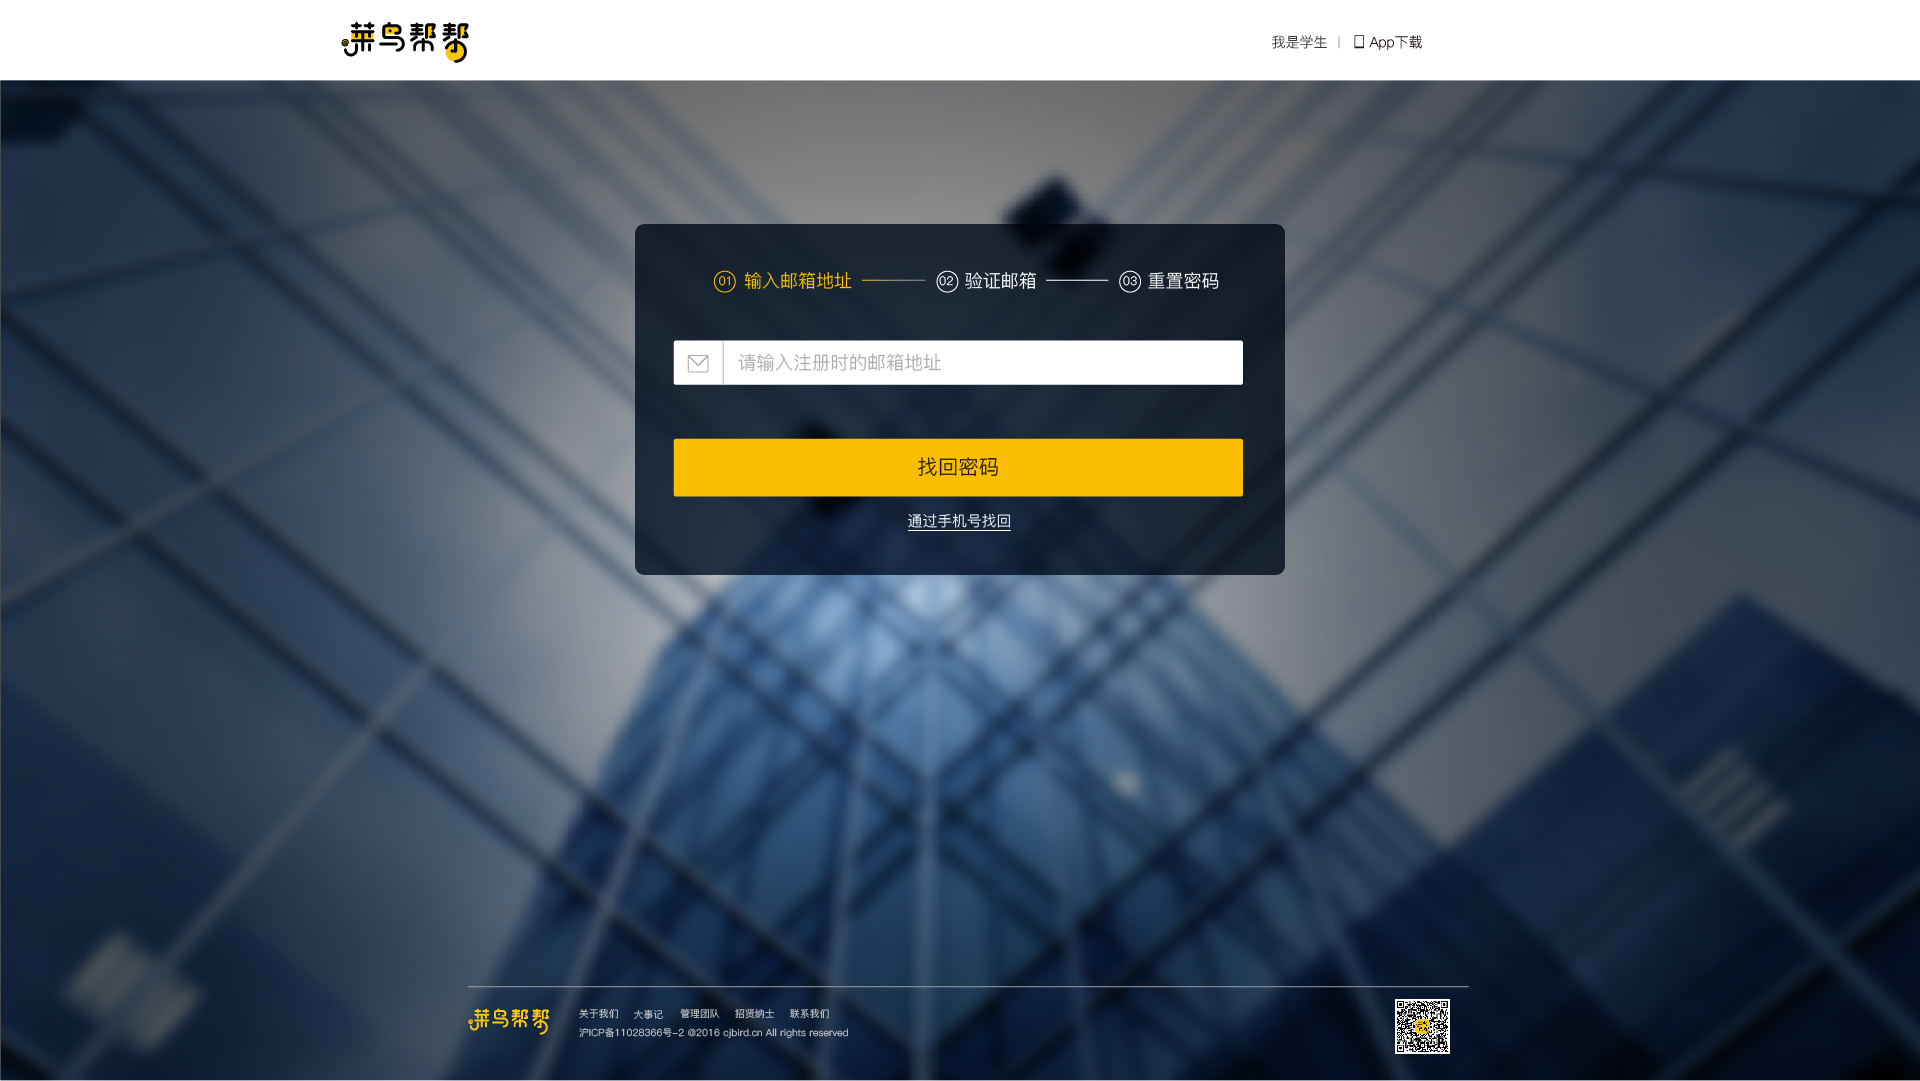 菜鸟帮帮
我是学生 | App下载
01 输入邮箱地址 02 验证邮箱 03 重置密码
请输入注册时的邮箱地址
找回密码
通过手机号找回
菜鸟帮帮
关于我们 大事记 管理团队 招贤纳士 联系我们
沪ICP备11028366号-2 @2016 cjbird.cn All rights reserved